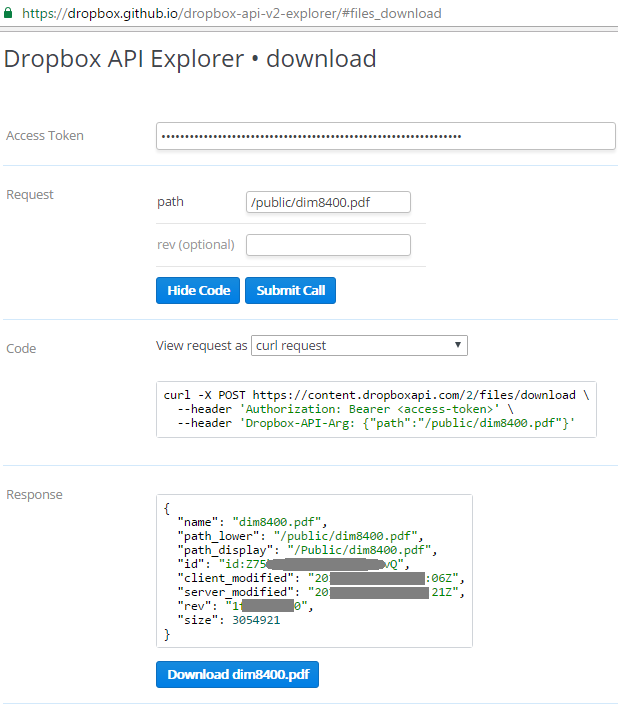 https://dropbox.github.io/dropbox-api-v2-explorer/#files_download
Dropbox API Explorer • download
Access Token
••••••••••••••••••••••••••••••••••••••••••••••••••••••••••••••••
Request
path /public/dim8400.pdf
rev (optional)
Hide Code Submit Call
Code
View request as curl request
curl -X POST https://content.dropboxapi.com/2/files/download \
--header 'Authorization: Bearer <access-token>' \
--header 'Dropbox-API-Arg: {"path":"/public/dim8400.pdf"}'
Response
{
"name": "dim8400.pdf",
"path_lower": "/public/dim8400.pdf",
"path_display": "/Public/dim8400.pdf",
"id": "id:Z75 vQ",
"client_modified": "20 :06Z",
"server_modified": "20 21Z",
"rev": "1 0",
"size": 3054921
}
Download dim8400.pdf